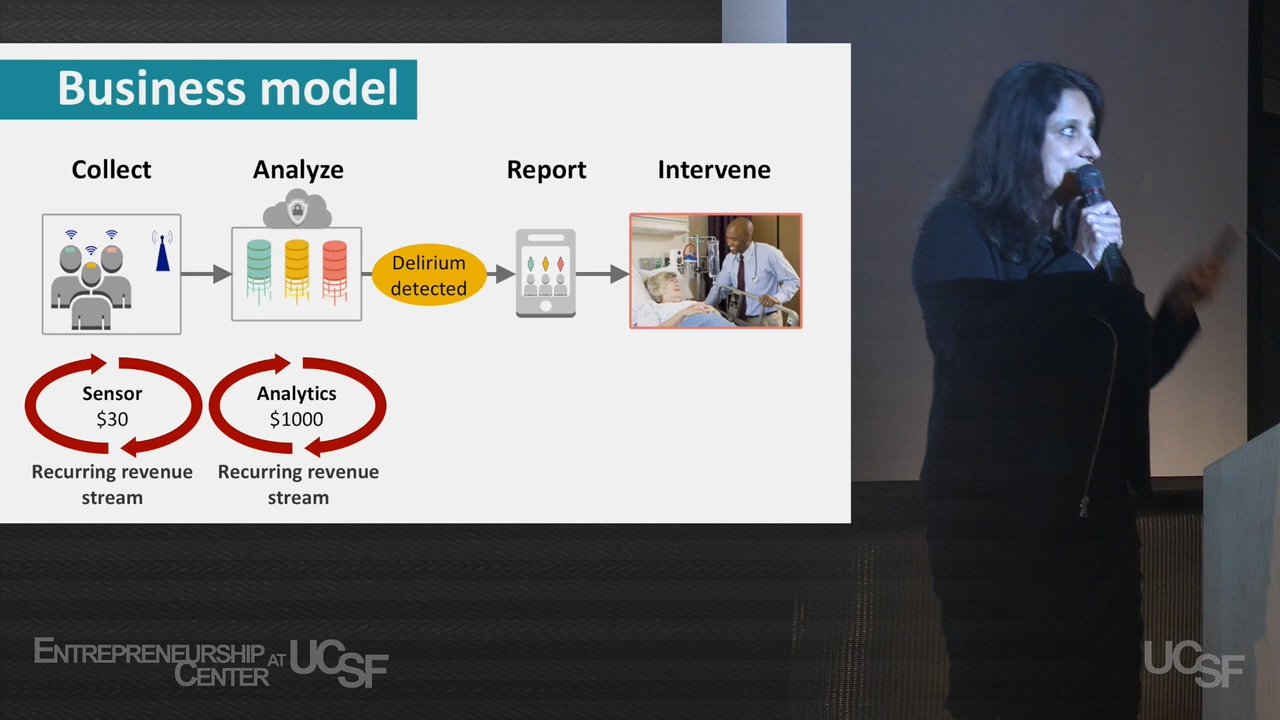 Business model
Collect
Analyze
Report
Intervene
Delirium
detected
Sensor
$30
Analytics
$1000
Recurring revenue
stream
Recurring revenue
stream
ENTREPRENEURSHIP
CENTER AT UCSF
UCSF